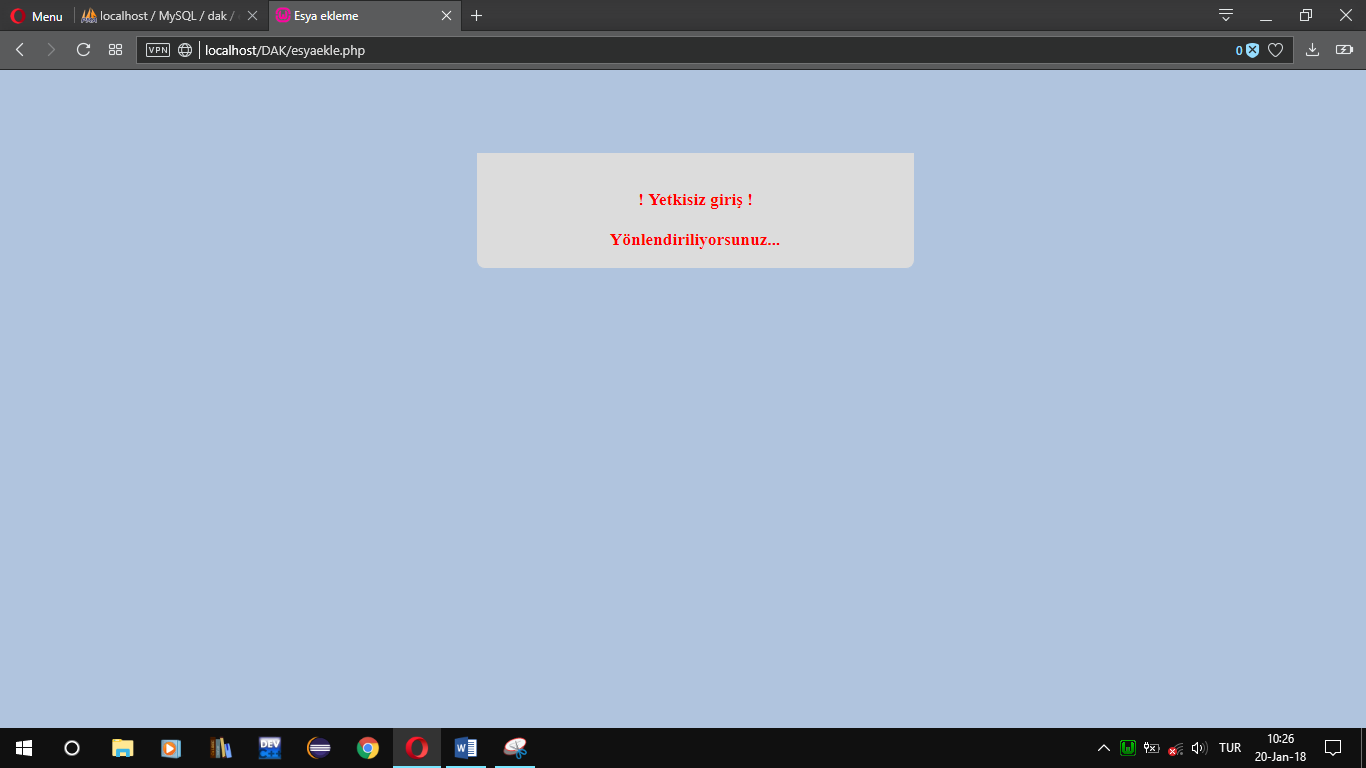 Menu
localhost / MySQL / dak /
Esya ekleme
VPN
localhost/DAK/esyaekle.php
0
! Yetkisiz giriş !
Yönlendiriliyorsunuz...
DEV
TUR
10:26
20-Jan-18